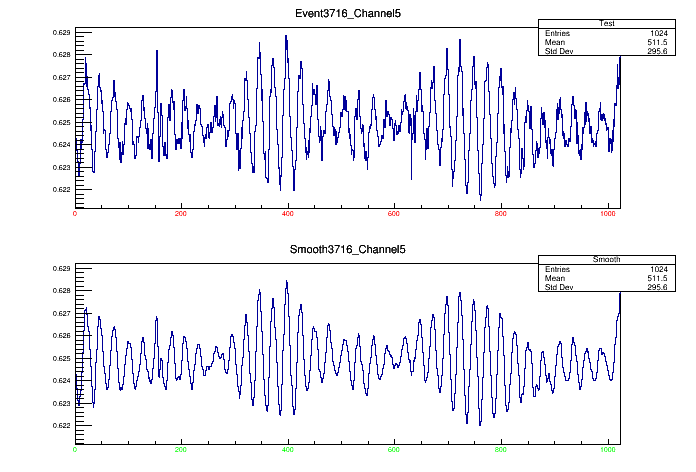 Event3716_Channel5
Test
Entries 1024
Mean 511.5
Std Dev 295.6
0.629
0.628
0.627
0.626
0.625
0.624
0.623
0.622
0 200 400 600 800 1000
Smooth3716_Channel5
Smooth
Entries 1024
Mean 511.5
Std Dev 295.6
0.629
0.628
0.627
0.626
0.625
0.624
0.623
0.622
0 200 400 600 800 1000